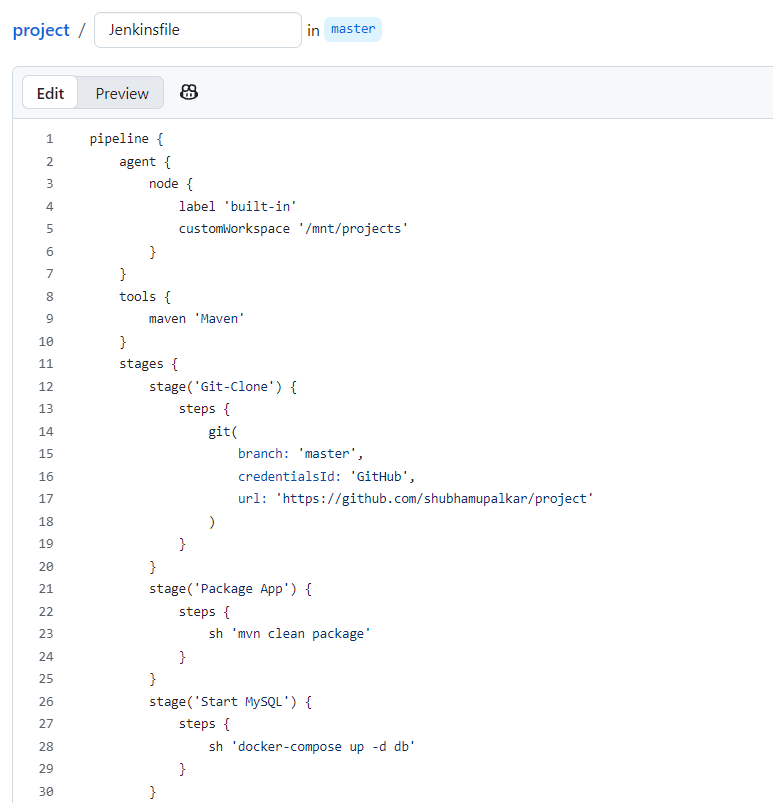 project / Jenkinsfile in master
Edit Preview
1 pipeline {
2 agent {
3 node {
4 label 'built-in'
5 customWorkspace '/mnt/projects'
6 }
7 }
8 tools {
9 maven 'Maven'
10 }
11 stages {
12 stage('Git-Clone') {
13 steps {
14 git(
15 branch: 'master',
16 credentialsId: 'GitHub',
17 url: 'https://github.com/shubhamupalkar/project'
18 )
19 }
20 }
21 stage('Package App') {
22 steps {
23 sh 'mvn clean package'
24 }
25 }
26 stage('Start MySQL') {
27 steps {
28 sh 'docker-compose up -d db'
29 }
30 }